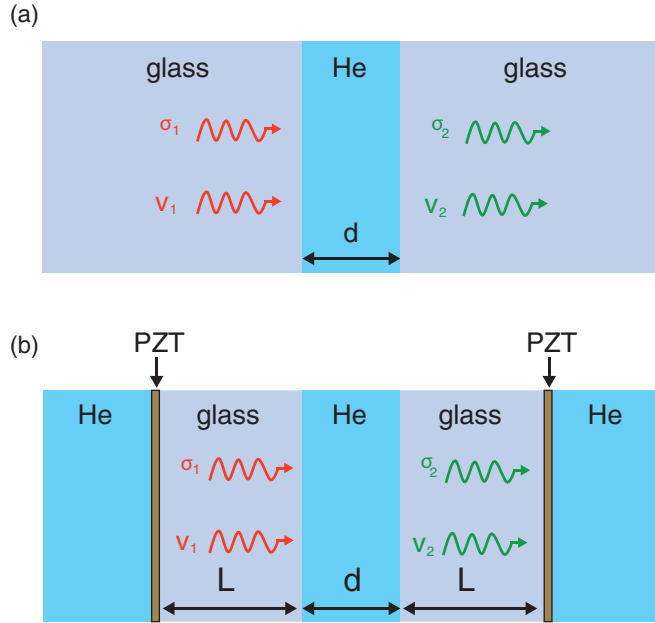 (a)
glass He glass
σ1 σ2
v1 v2
d
(b)
PZT PZT
He glass He glass He
σ1 σ2
v1 v2
L d L